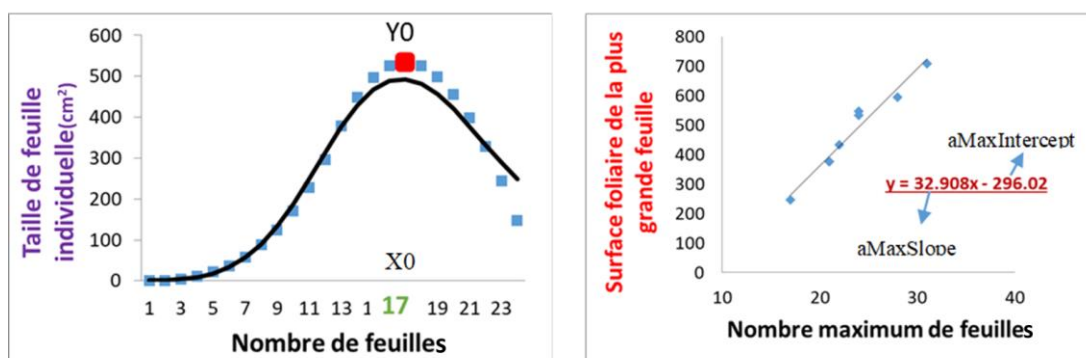 Taille de feuille
individuelle(cm²)
600
500
400
300
200
100
0
Y0
X0
1 3 5 7 9 11 13 1 17 19 21 23
Nombre de feuilles
Surface foliaire de la plus
grande feuille
800
700
600
500
400
300
200
100
0
aMaxIntercept
y = 32.908x - 296.02
aMaxSlope
10 20 30 40
Nombre maximum de feuilles